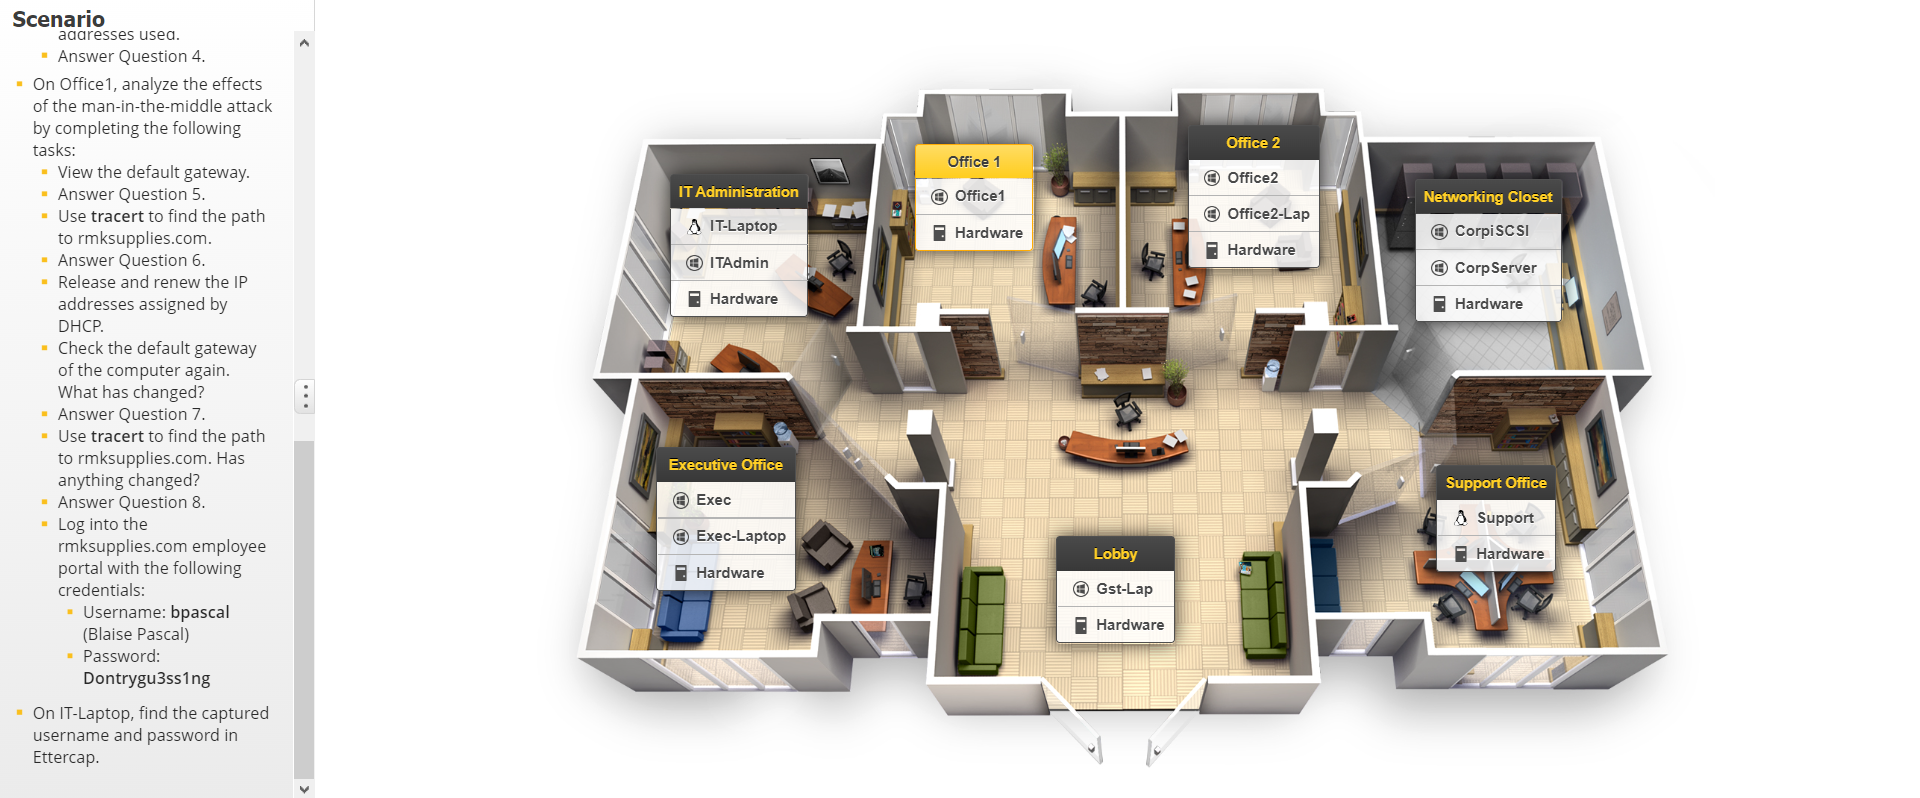 Scenario
addresses used.
Answer Question 4.
On Office1, analyze the effects
of the man-in-the-middle attack
by completing the following
tasks:
View the default gateway.
Answer Question 5.
Use tracert to find the path
to rmksupplies.com.
Answer Question 6.
Release and renew the IP
addresses assigned by
DHCP.
Check the default gateway
of the computer again.
What has changed?
Answer Question 7.
Use tracert to find the path
to rmksupplies.com. Has
anything changed?
Answer Question 8.
Log into the
rmksupplies.com employee
portal with the following
credentials:
Username: bpascal
(Blaise Pascal)
Password:
Dontrygu3ss1ng
On IT-Laptop, find the captured
username and password in
Ettercap.
IT Administration
IT-Laptop
ITAdmin
Hardware
Office 1
Office1
Hardware
Office 2
Office2
Office2-Lap
Hardware
Networking Closet
CorpiSCSI
CorpServer
Hardware
Executive Office
Exec
Exec-Laptop
Hardware
Lobby
Gst-Lap
Hardware
Support Office
Support
Hardware